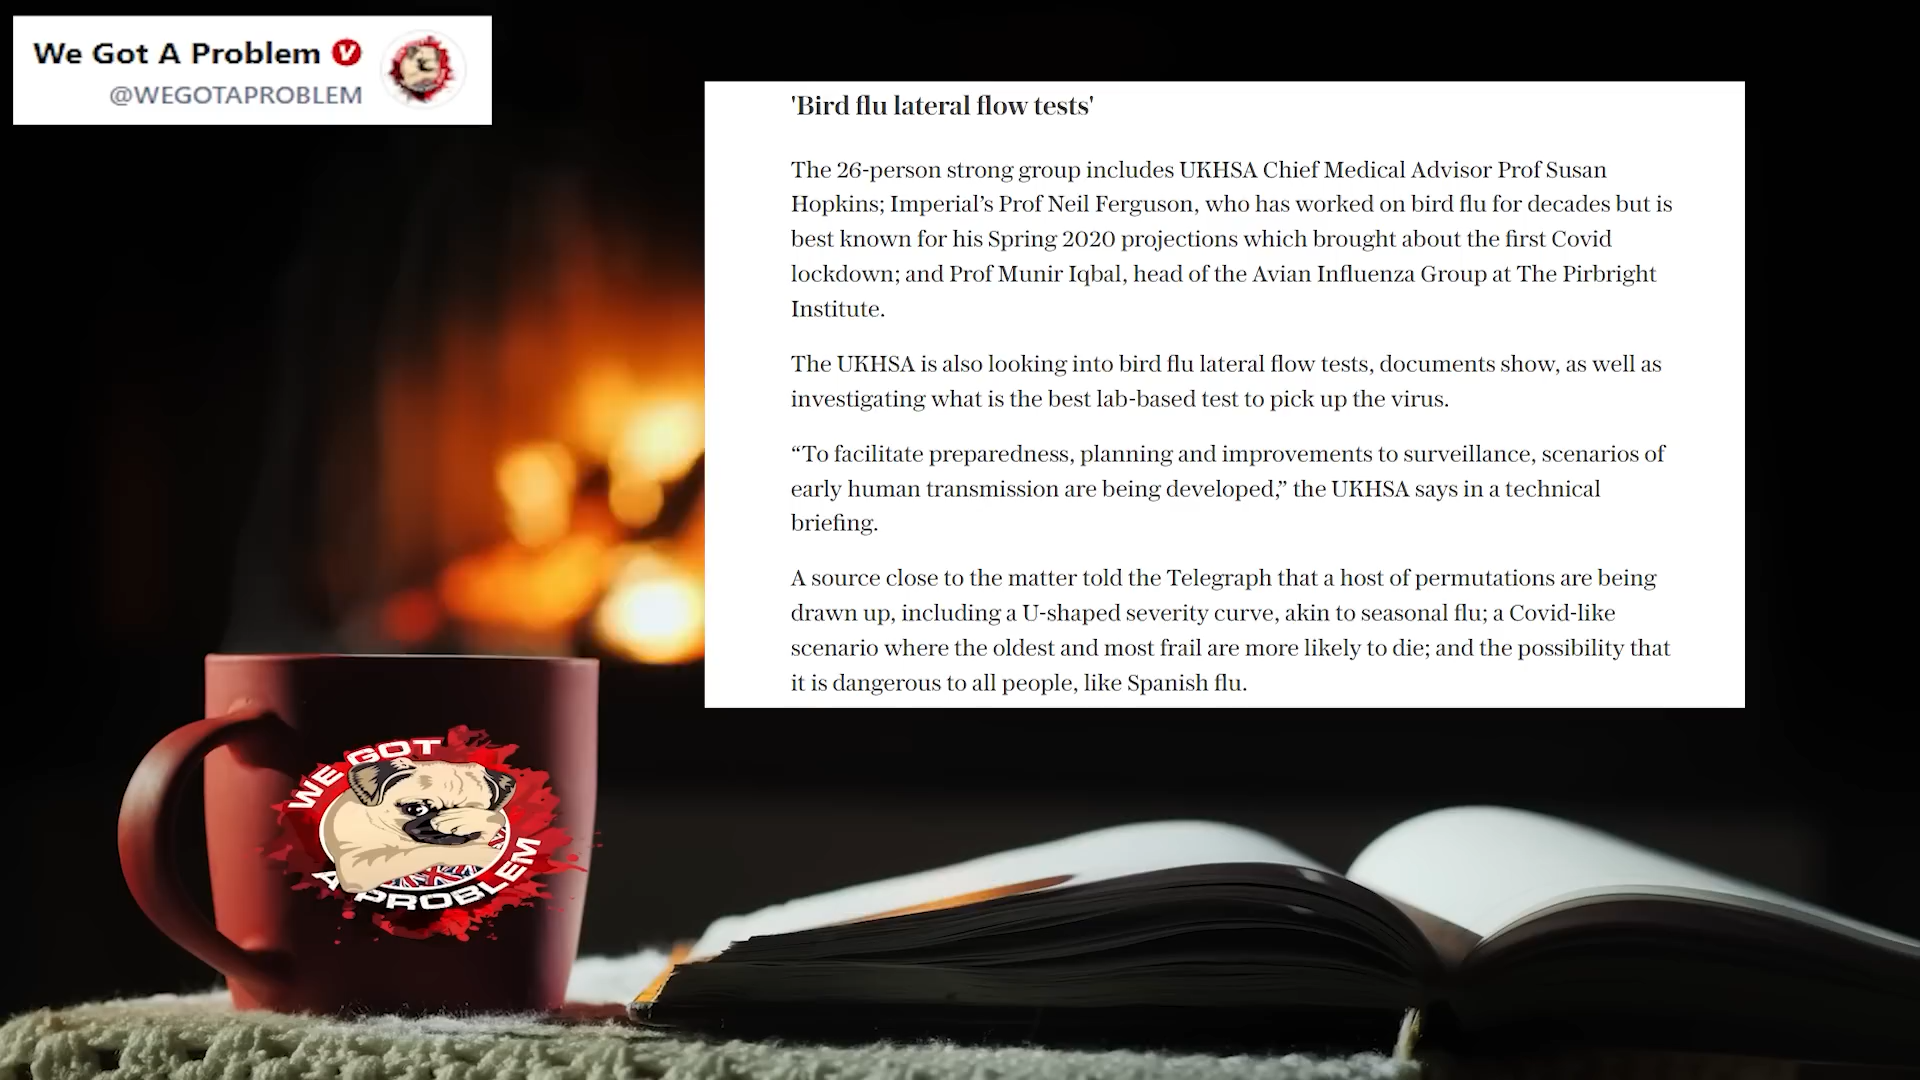 We Got A Problem
@WEGOTAPROBLEM
'Bird flu lateral flow tests'
The 26-person strong group includes UKHSA Chief Medical Advisor Prof Susan
Hopkins; Imperial’s Prof Neil Ferguson, who has worked on bird flu for decades but is
best known for his Spring 2020 projections which brought about the first Covid
lockdown; and Prof Munir Iqbal, head of the Avian Influenza Group at The Pirbright
Institute.
The UKHSA is also looking into bird flu lateral flow tests, documents show, as well as
investigating what is the best lab-based test to pick up the virus.
“To facilitate preparedness, planning and improvements to surveillance, scenarios of
early human transmission are being developed,” the UKHSA says in a technical
briefing.
A source close to the matter told the Telegraph that a host of permutations are being
drawn up, including a U-shaped severity curve, akin to seasonal flu; a Covid-like
scenario where the oldest and most frail are more likely to die; and the possibility that
it is dangerous to all people, like Spanish flu.
WE GOT
A PROBLEM